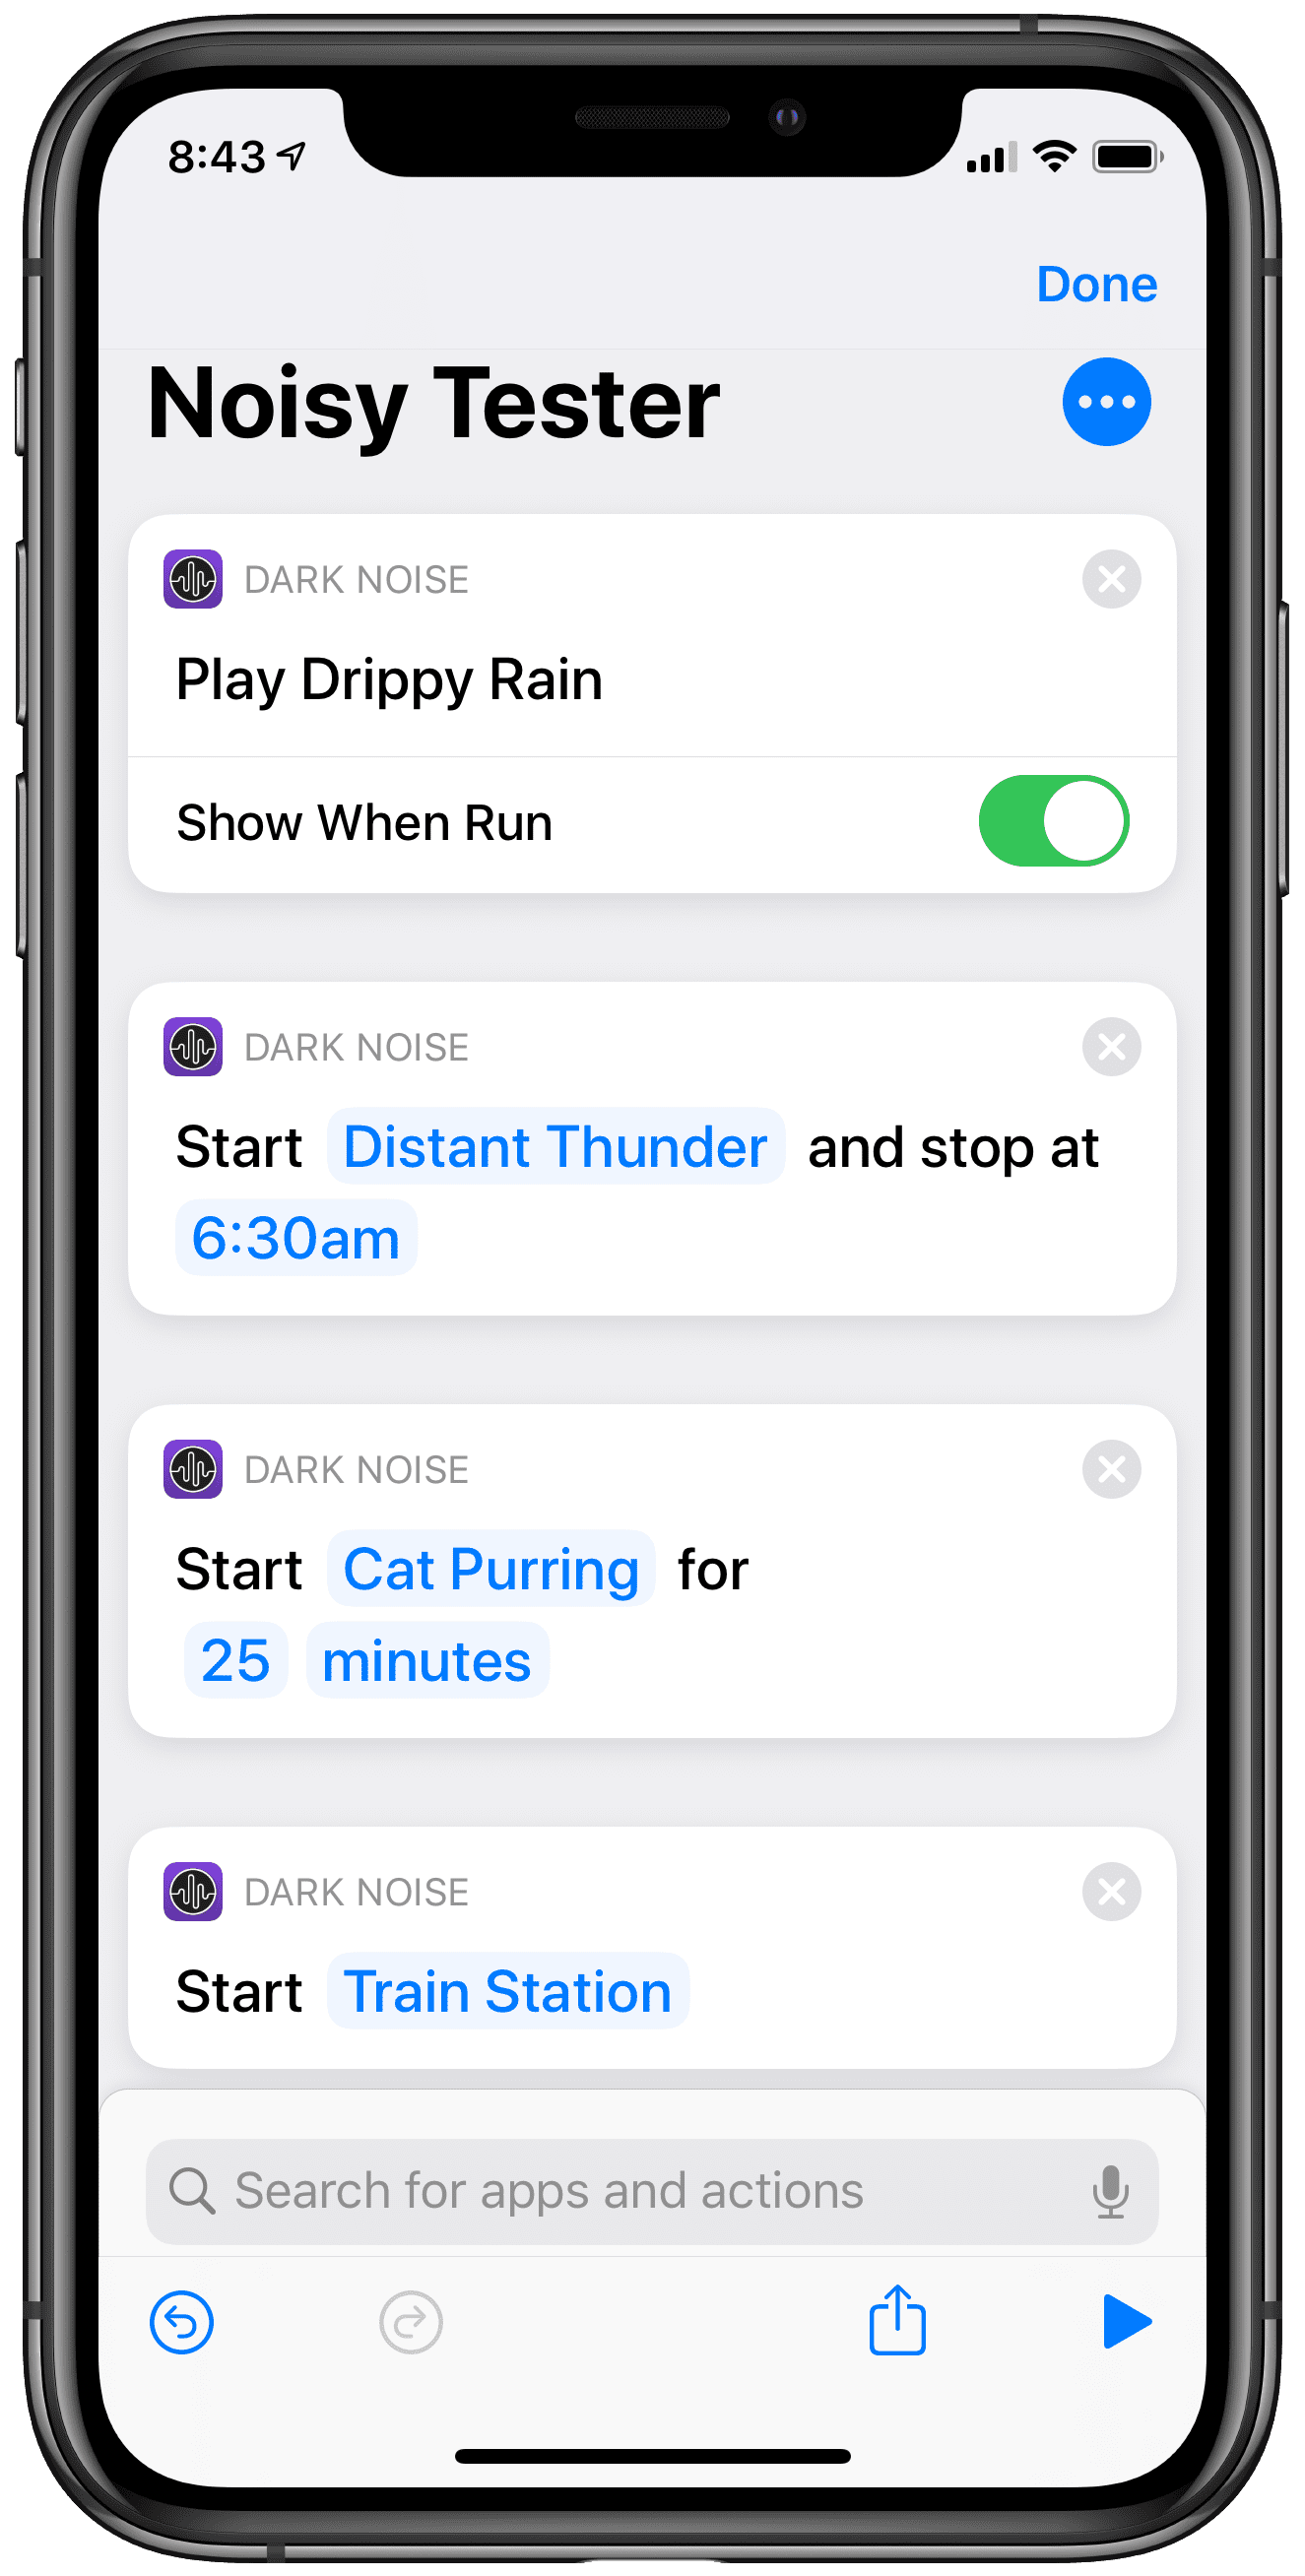 8:43
Done
Noisy Tester
DARK NOISE
Play Drippy Rain
Show When Run
DARK NOISE
Start Distant Thunder and stop at
6:30am
DARK NOISE
Start Cat Purring for
25 minutes
DARK NOISE
Start Train Station
Search for apps and actions